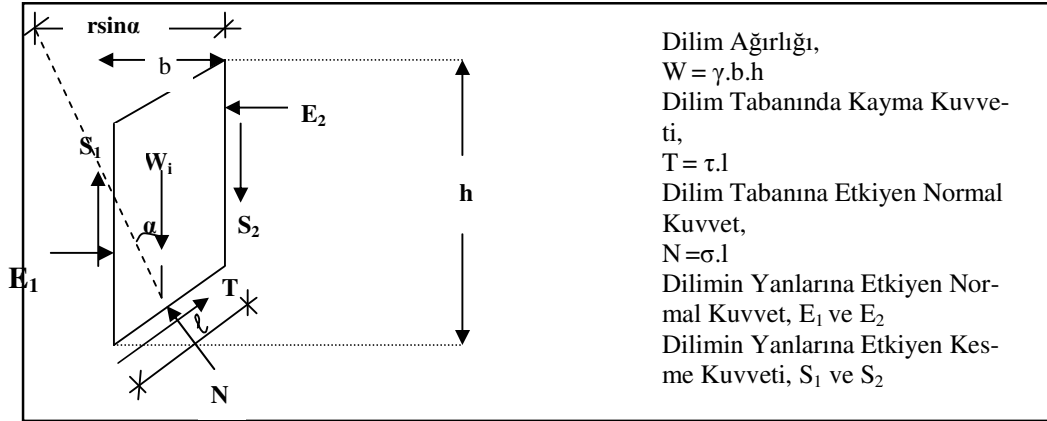 rsinα
b
E₂
S₁
Wᵢ
h
α
S₂
E₁
T
ℓ
N
Dilim Ağırlığı,
W = γ.b.h
Dilim Tabanında Kayma Kuvve-
ti,
T = τ.l
Dilim Tabanına Etkiyen Normal
Kuvvet,
N =σ.l
Dilimin Yanlarına Etkiyen Nor-
mal Kuvvet, E₁ ve E₂
Dilimin Yanlarına Etkiyen Kes-
me Kuvveti, S₁ ve S₂